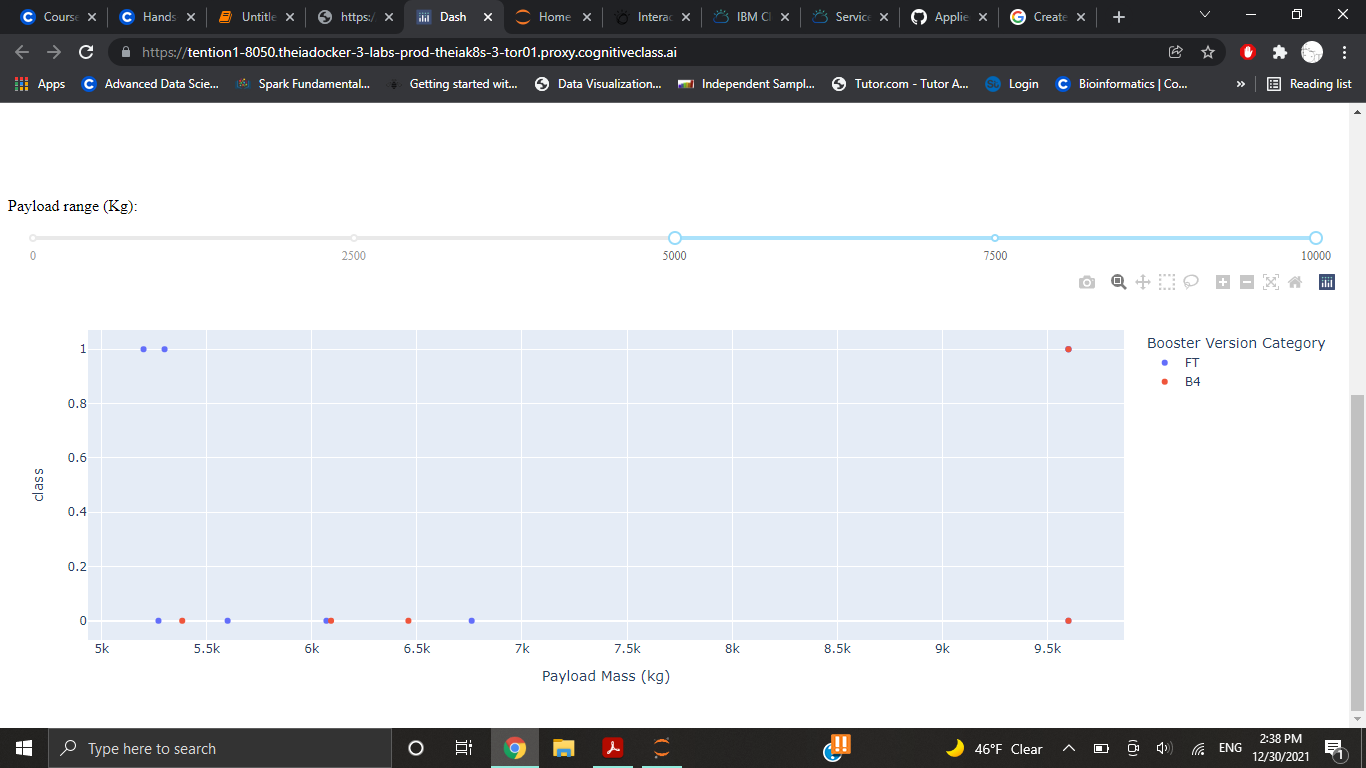 Course
Hands
Untitle
https:/
Dash
Home
Interac
IBM Cl
Service
Applie
Create
https://tention1-8050.theiadocker-3-labs-prod-theiak8s-3-tor01.proxy.cognitiveclass.ai
Apps
Advanced Data Scie...
Spark Fundamental...
Getting started wit...
Data Visualization...
Independent Sampl...
Tutor.com - Tutor A...
SL Login
Bioinformatics | Co...
»
Reading list
Payload range (Kg):
0
2500
5000
7500
10000
Booster Version Category
FT
B4
1
0.8
0.6
0.4
0.2
0
class
5k
5.5k
6k
6.5k
7k
7.5k
8k
8.5k
9k
9.5k
Payload Mass (kg)
Type here to search
46°F Clear
ENG
2:38 PM
12/30/2021
1